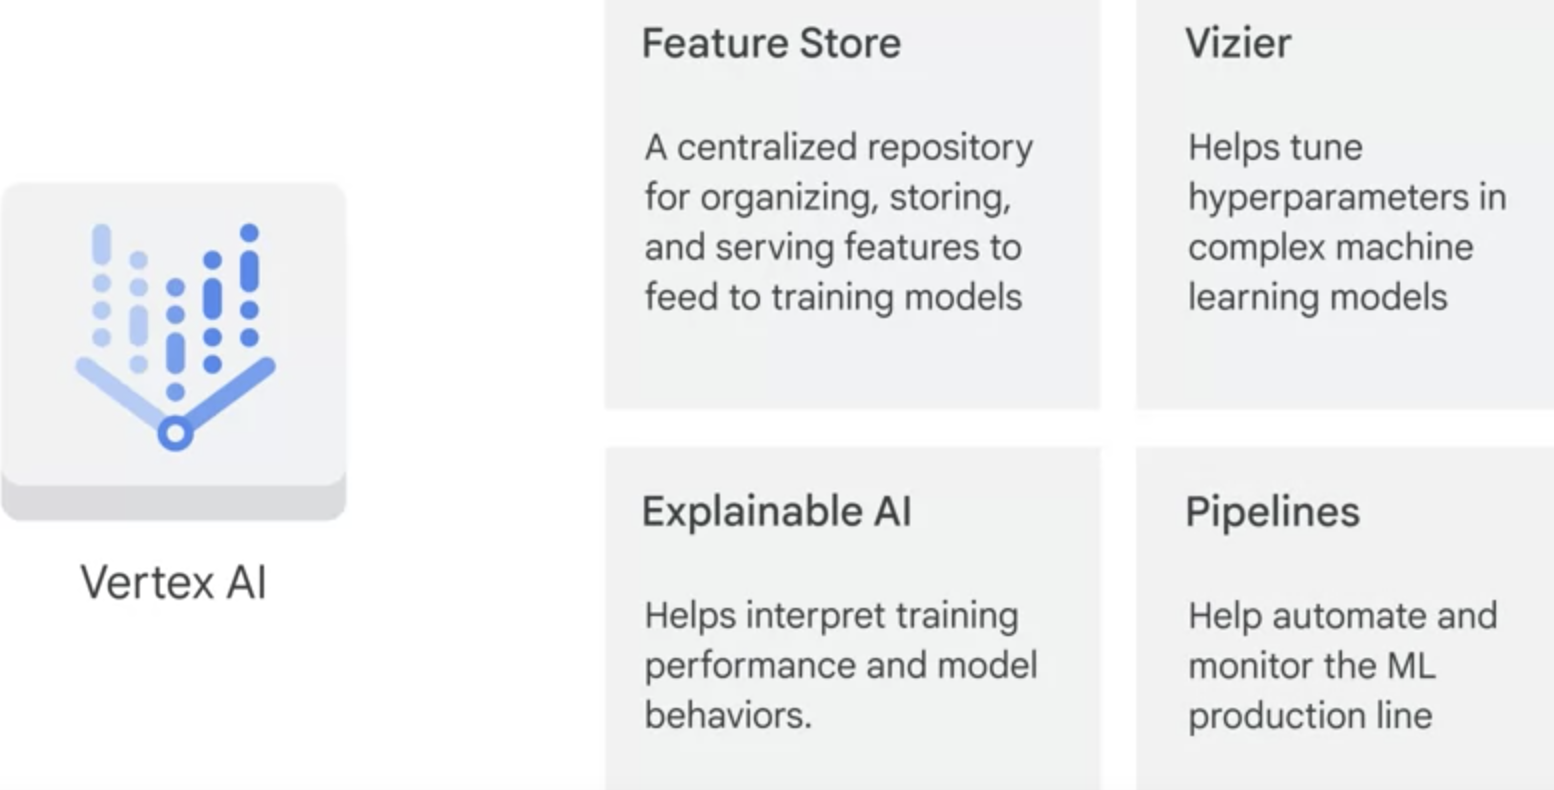 Vertex AI
Feature Store
A centralized repository
for organizing, storing,
and serving features to
feed to training models
Vizier
Helps tune
hyperparameters in
complex machine
learning models
Explainable AI
Helps interpret training
performance and model
behaviors.
Pipelines
Help automate and
monitor the ML
production line